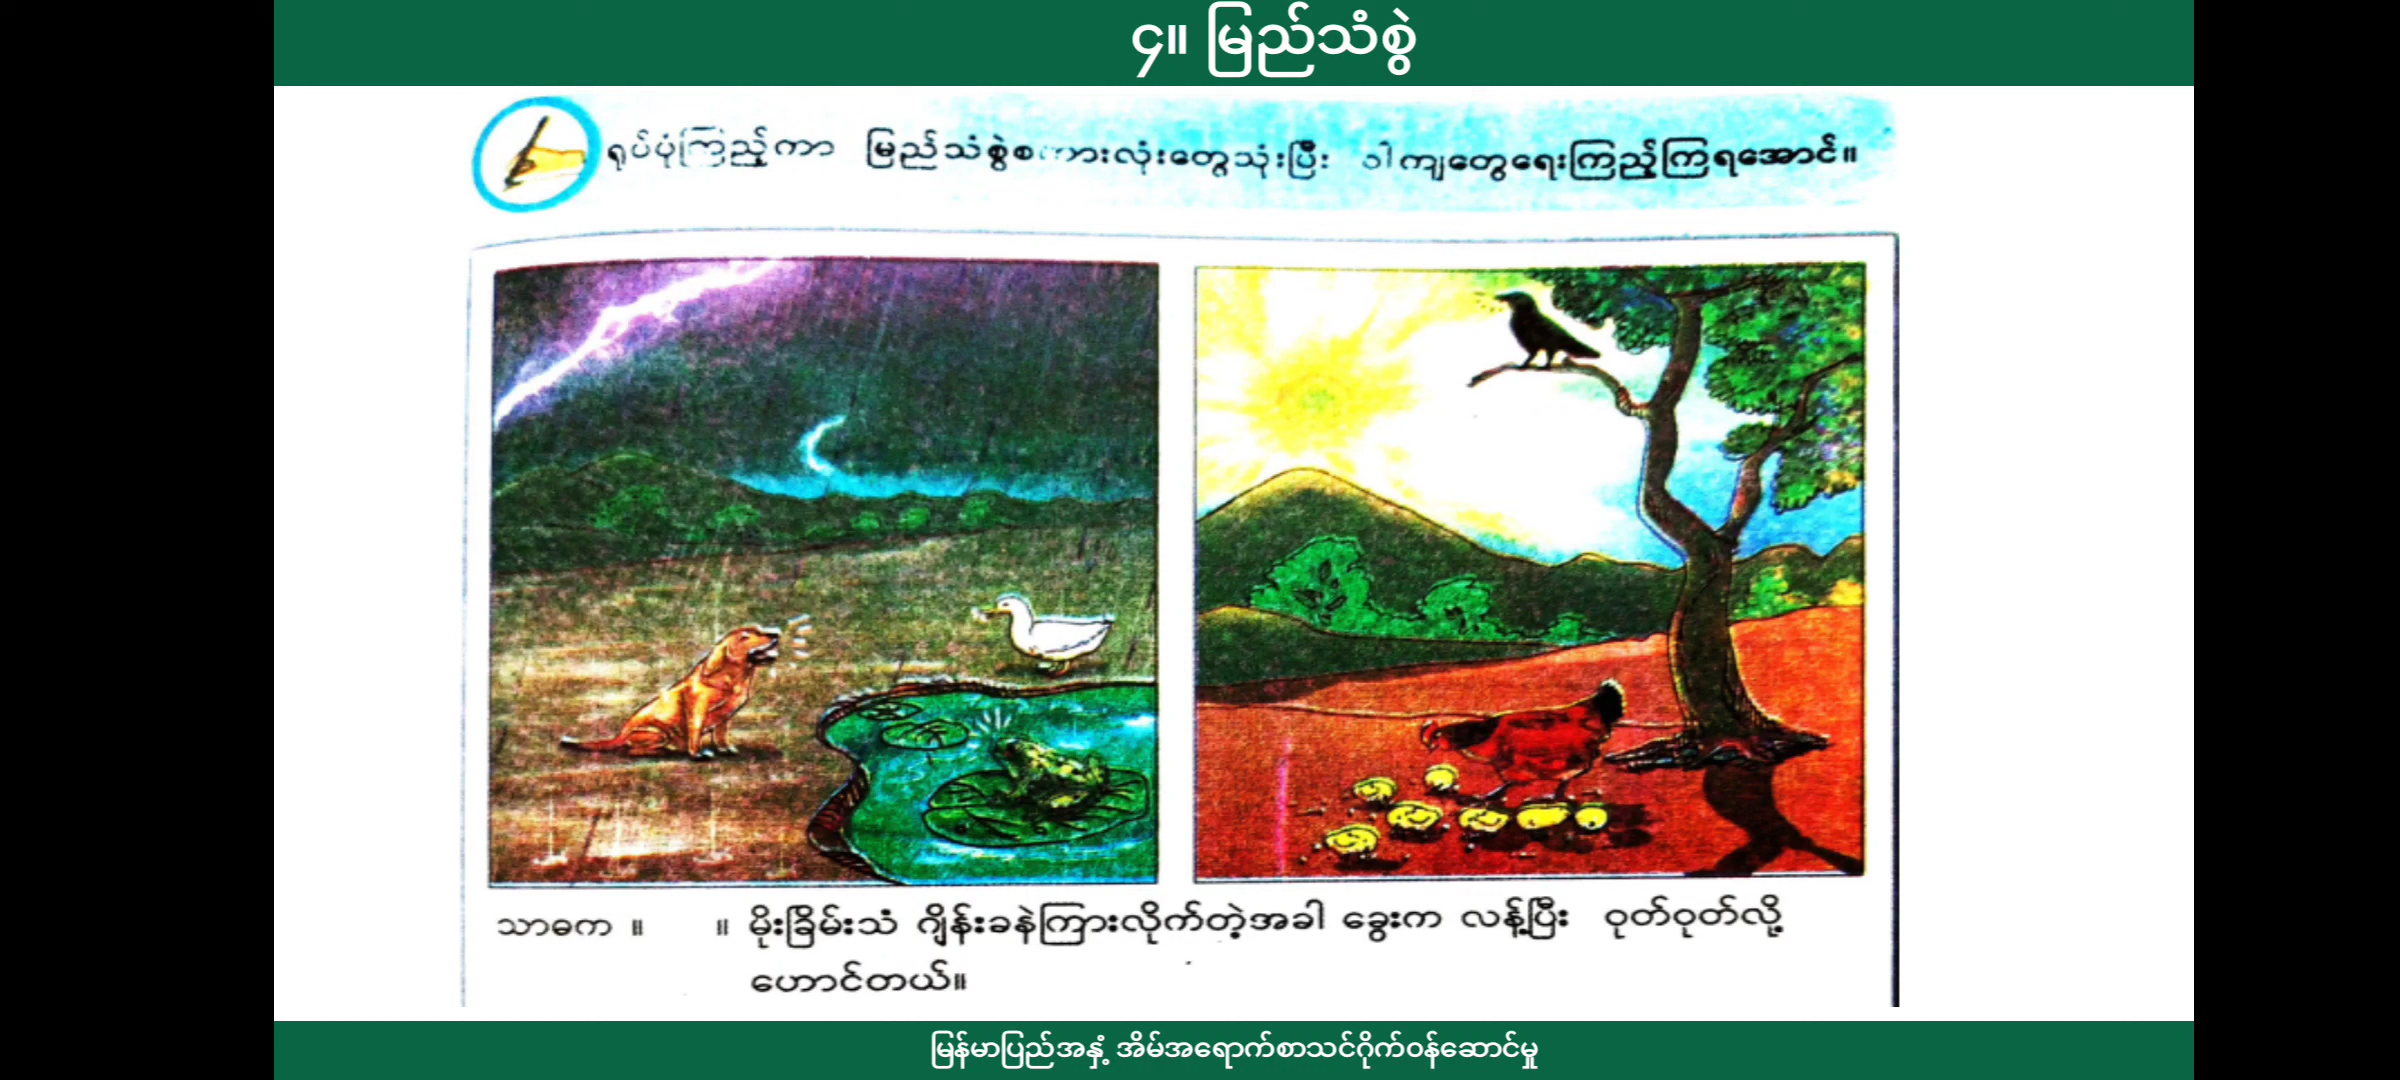 ၄။ မြည်သံစွဲ
ရုပ်ပုံကြည့်ကာ မြည်သံစွဲစကားလုံးတွေသုံးပြီး ဝါကျတွေရေးကြည့်ကြရအောင်။
သာဓက ။ ။ မိုးခြိမ်းသံ ဂျိန်းခနဲကြားလိုက်တဲ့အခါ ခွေးက လန့်ပြီး ဝုတ်ဝုတ်လို့
ဟောင်တယ်။
မြန်မာပြည်အနှံ့ အိမ်အရောက်စာသင်ဂိုက်ဝန်ဆောင်မှု